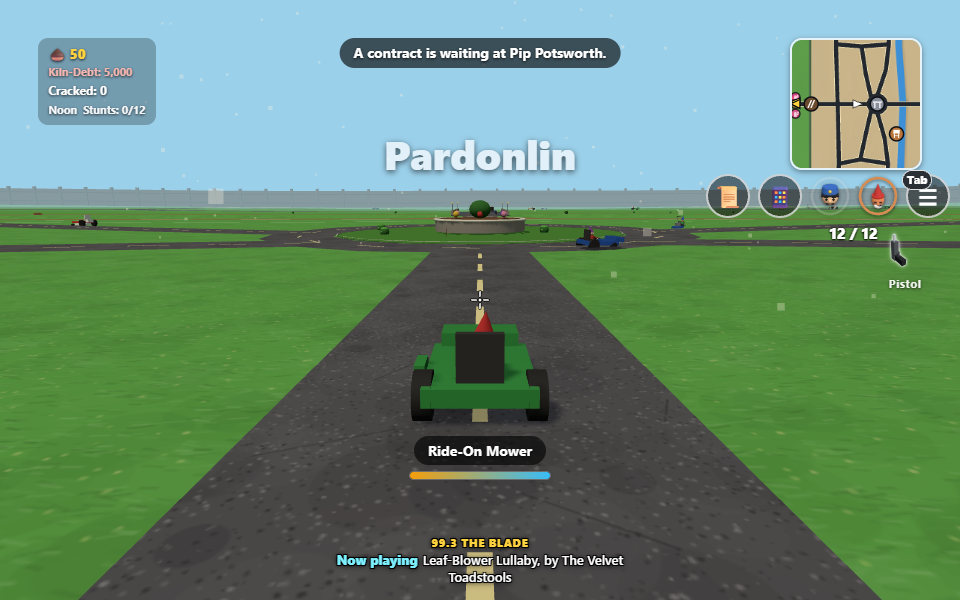 50
Kiln-Debt: 5,000
Cracked: 0
Noon Stunts: 0/12
A contract is waiting at Pip Potsworth.
Pardonlin
Tab
12 / 12
Pistol
Ride-On Mower
99.3 THE BLADE
Now playing Leaf-Blower Lullaby, by The Velvet
Toadstools